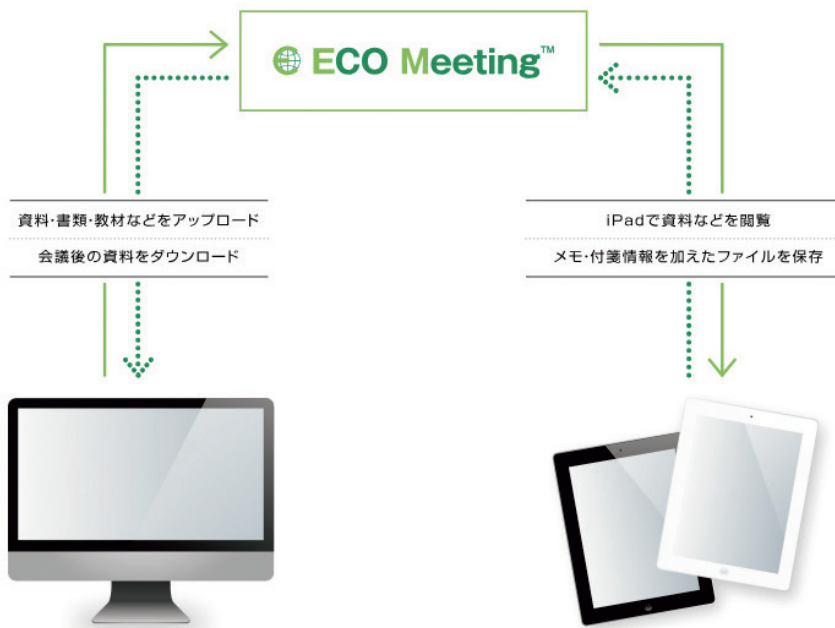 ECO Meeting™
資料・書類・教材などをアップロード
会議後の資料をダウンロード
iPadで資料などを閲覧
メモ・付箋情報を加えたファイルを保存